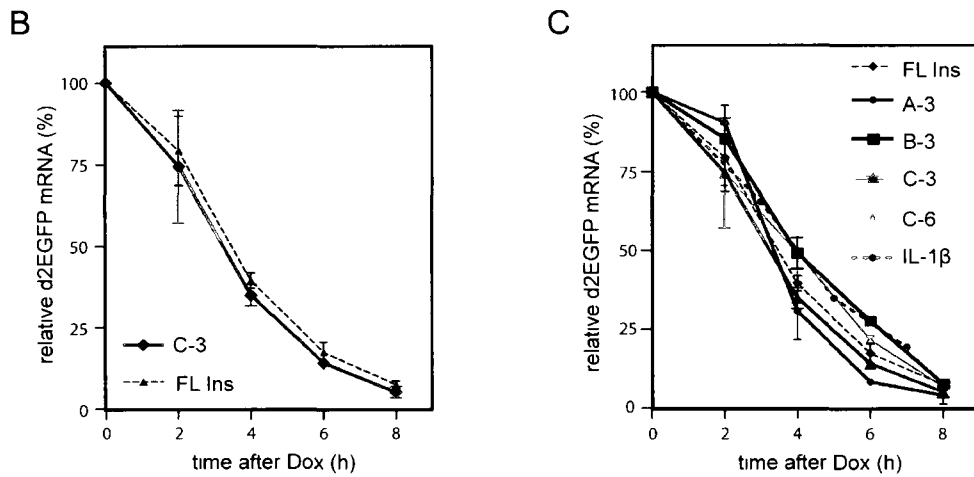 B
relative d2EGFP mRNA (%)
100
75
50
25
0
C-3
FL Ins
0 2 4 6 8
tıme after Dox (h)
C
relative d2EGFP mRNA (%)
100
75
50
25
0
FL Ins
A-3
B-3
C-3
C-6
IL-1β
0 2 4 6 8
tıme after Dox (h)